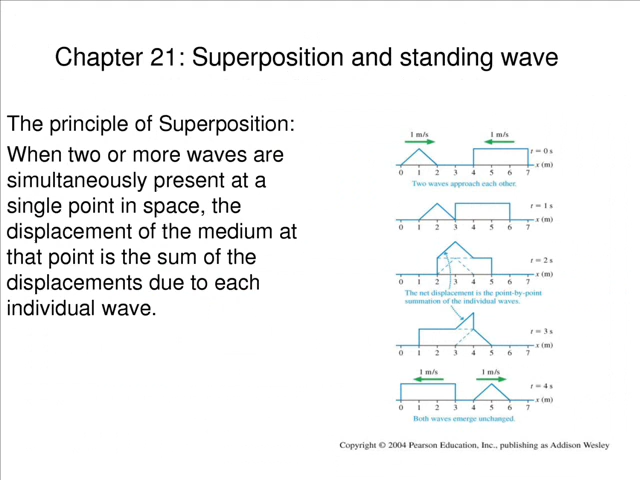 Chapter 21: Superposition and standing wave
The principle of Superposition:
When two or more waves are
simultaneously present at a
single point in space, the
displacement of the medium at
that point is the sum of the
displacements due to each
individual wave.
1 m/s 1 m/s
t = 0 s
x (m)
0 1 2 3 4 5 6 7
Two waves approach each other.
t = 1 s
x (m)
0 1 2 3 4 5 6 7
t = 2 s
x (m)
0 1 2 3 4 5 6 7
The net displacement is the point-by-point
summation of the individual waves.
t = 3 s
x (m)
0 1 2 3 4 5 6 7
1 m/s 1 m/s
t = 4 s
x (m)
0 1 2 3 4 5 6 7
Both waves emerge unchanged.
Copyright © 2004 Pearson Education, Inc., publishing as Addison Wesley